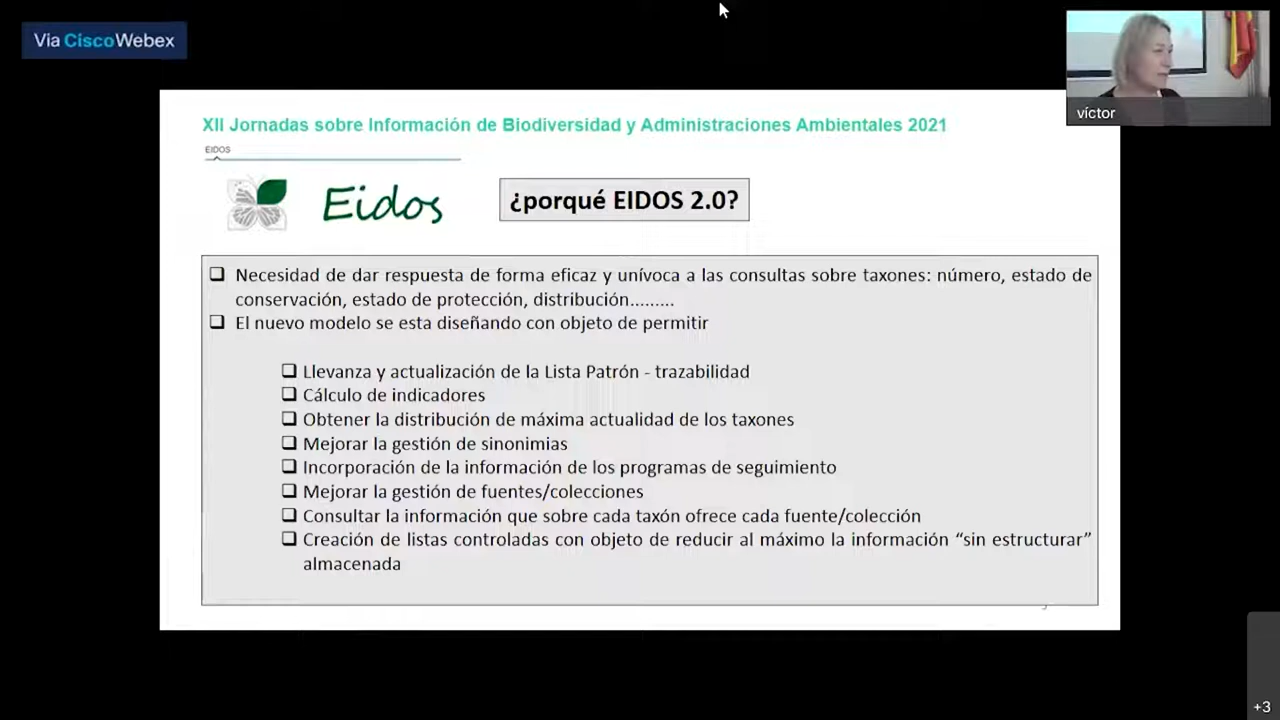 Vía CiscoWebex
víctor
XII Jornadas sobre Información de Biodiversidad y Administraciones Ambientales 2021
EIDOS
Eidos
¿porqué EIDOS 2.0?
Necesidad de dar respuesta de forma eficaz y unívoca a las consultas sobre taxones: número, estado de
conservación, estado de protección, distribución.........
El nuevo modelo se esta diseñando con objeto de permitir
Llevanza y actualización de la Lista Patrón - trazabilidad
Cálculo de indicadores
Obtener la distribución de máxima actualidad de los taxones
Mejorar la gestión de sinonimias
Incorporación de la información de los programas de seguimiento
Mejorar la gestión de fuentes/colecciones
Consultar la información que sobre cada taxón ofrece cada fuente/colección
Creación de listas controladas con objeto de reducir al máximo la información “sin estructurar”
almacenada
+3